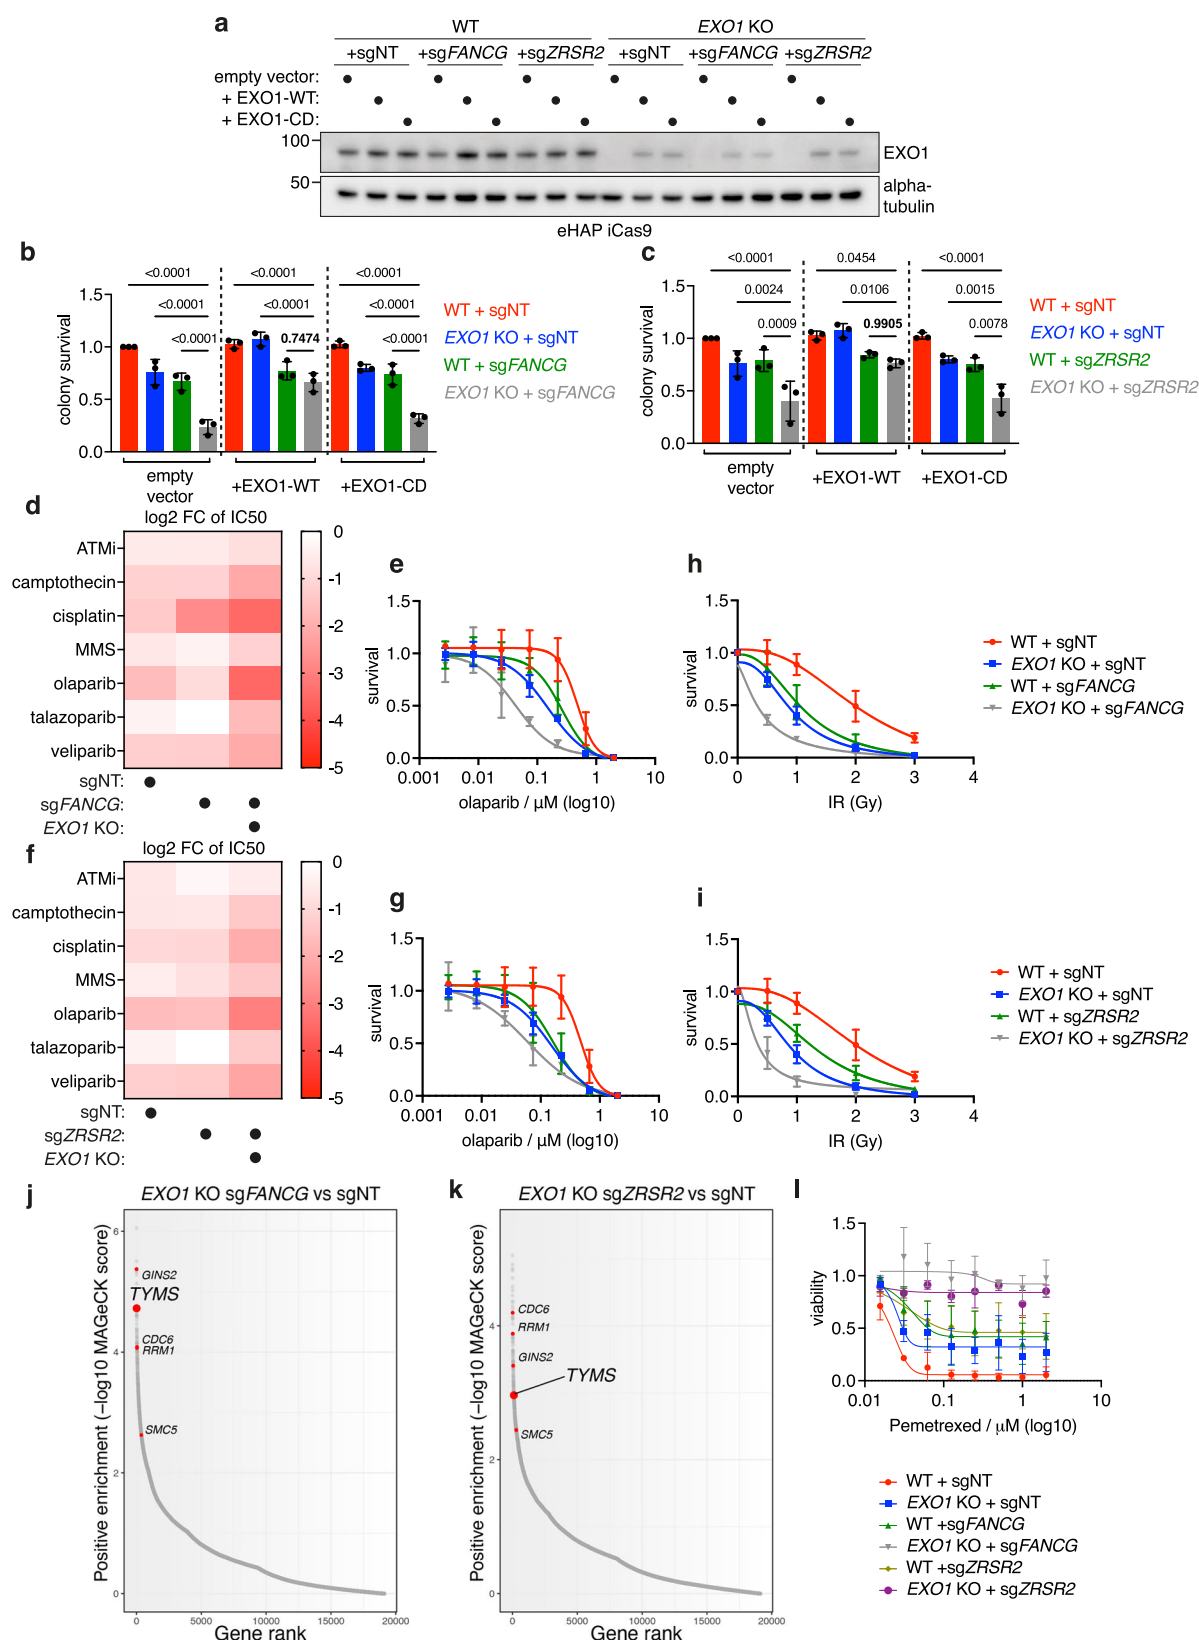 a
WT EXO1 KO
+sgNT +sgFANCG +sgZRSR2 +sgNT +sgFANCG +sgZRSR2
empty vector:
+ EXO1-WT:
+ EXO1-CD:
100
EXO1
50
alpha-
tubulin
eHAP iCas9
b
<0.0001 <0.0001 <0.0001
<0.0001 <0.0001 <0.0001
<0.0001 0.7474 <0.0001
1.5
1.0
0.5
0.0
colony survival
empty
vector
+EXO1-WT
+EXO1-CD
WT + sgNT
EXO1 KO + sgNT
WT + sgFANCG
EXO1 KO + sgFANCG
c
<0.0001 0.0454 <0.0001
0.0024 0.0106 0.0015
0.0009 0.9905 0.0078
1.5
1.0
0.5
0.0
colony survival
empty
vector
+EXO1-WT
+EXO1-CD
WT + sgNT
EXO1 KO + sgNT
WT + sgZRSR2
EXO1 KO + sgZRSR2
d
log2 FC of IC50
ATMi
camptothecin
cisplatin
MMS
olaparib
talazoparib
veliparib
0
-1
-2
-3
-4
-5
sgNT:
sgFANCG:
EXO1 KO:
e
1.5
1.0
0.5
0.0
survival
0.001 0.01 0.1 1 10
olaparib / µM (log10)
h
1.5
1.0
0.5
0.0
survival
0 1 2 3 4
IR (Gy)
WT + sgNT
EXO1 KO + sgNT
WT + sgFANCG
EXO1 KO + sgFANCG
f
log2 FC of IC50
ATMi
camptothecin
cisplatin
MMS
olaparib
talazoparib
veliparib
0
-1
-2
-3
-4
-5
sgNT:
sgZRSR2:
EXO1 KO:
g
1.5
1.0
0.5
0.0
survival
0.001 0.01 0.1 1 10
olaparib / µM (log10)
i
1.5
1.0
0.5
0.0
survival
0 1 2 3 4
IR (Gy)
WT + sgNT
EXO1 KO + sgNT
WT + sgZRSR2
EXO1 KO + sgZRSR2
j
EXO1 KO sgFANCG vs sgNT
Positive enrichment (−log10 MAGeCK score)
6
4
2
0
GINS2
TYMS
CDC6
RRM1
SMC5
0 5000 10000 15000 20000
Gene rank
k
EXO1 KO sgZRSR2 vs sgNT
Positive enrichment (−log10 MAGeCK score)
4
2
0
CDC6
RRM1
GINS2
TYMS
SMC5
0 5000 10000 15000 20000
Gene rank
l
1.5
1.0
0.5
0.0
viability
0.01 0.1 1 10
Pemetrexed / µM (log10)
WT + sgNT
EXO1 KO + sgNT
WT +sgFANCG
EXO1 KO + sgFANCG
WT +sgZRSR2
EXO1 KO + sgZRSR2